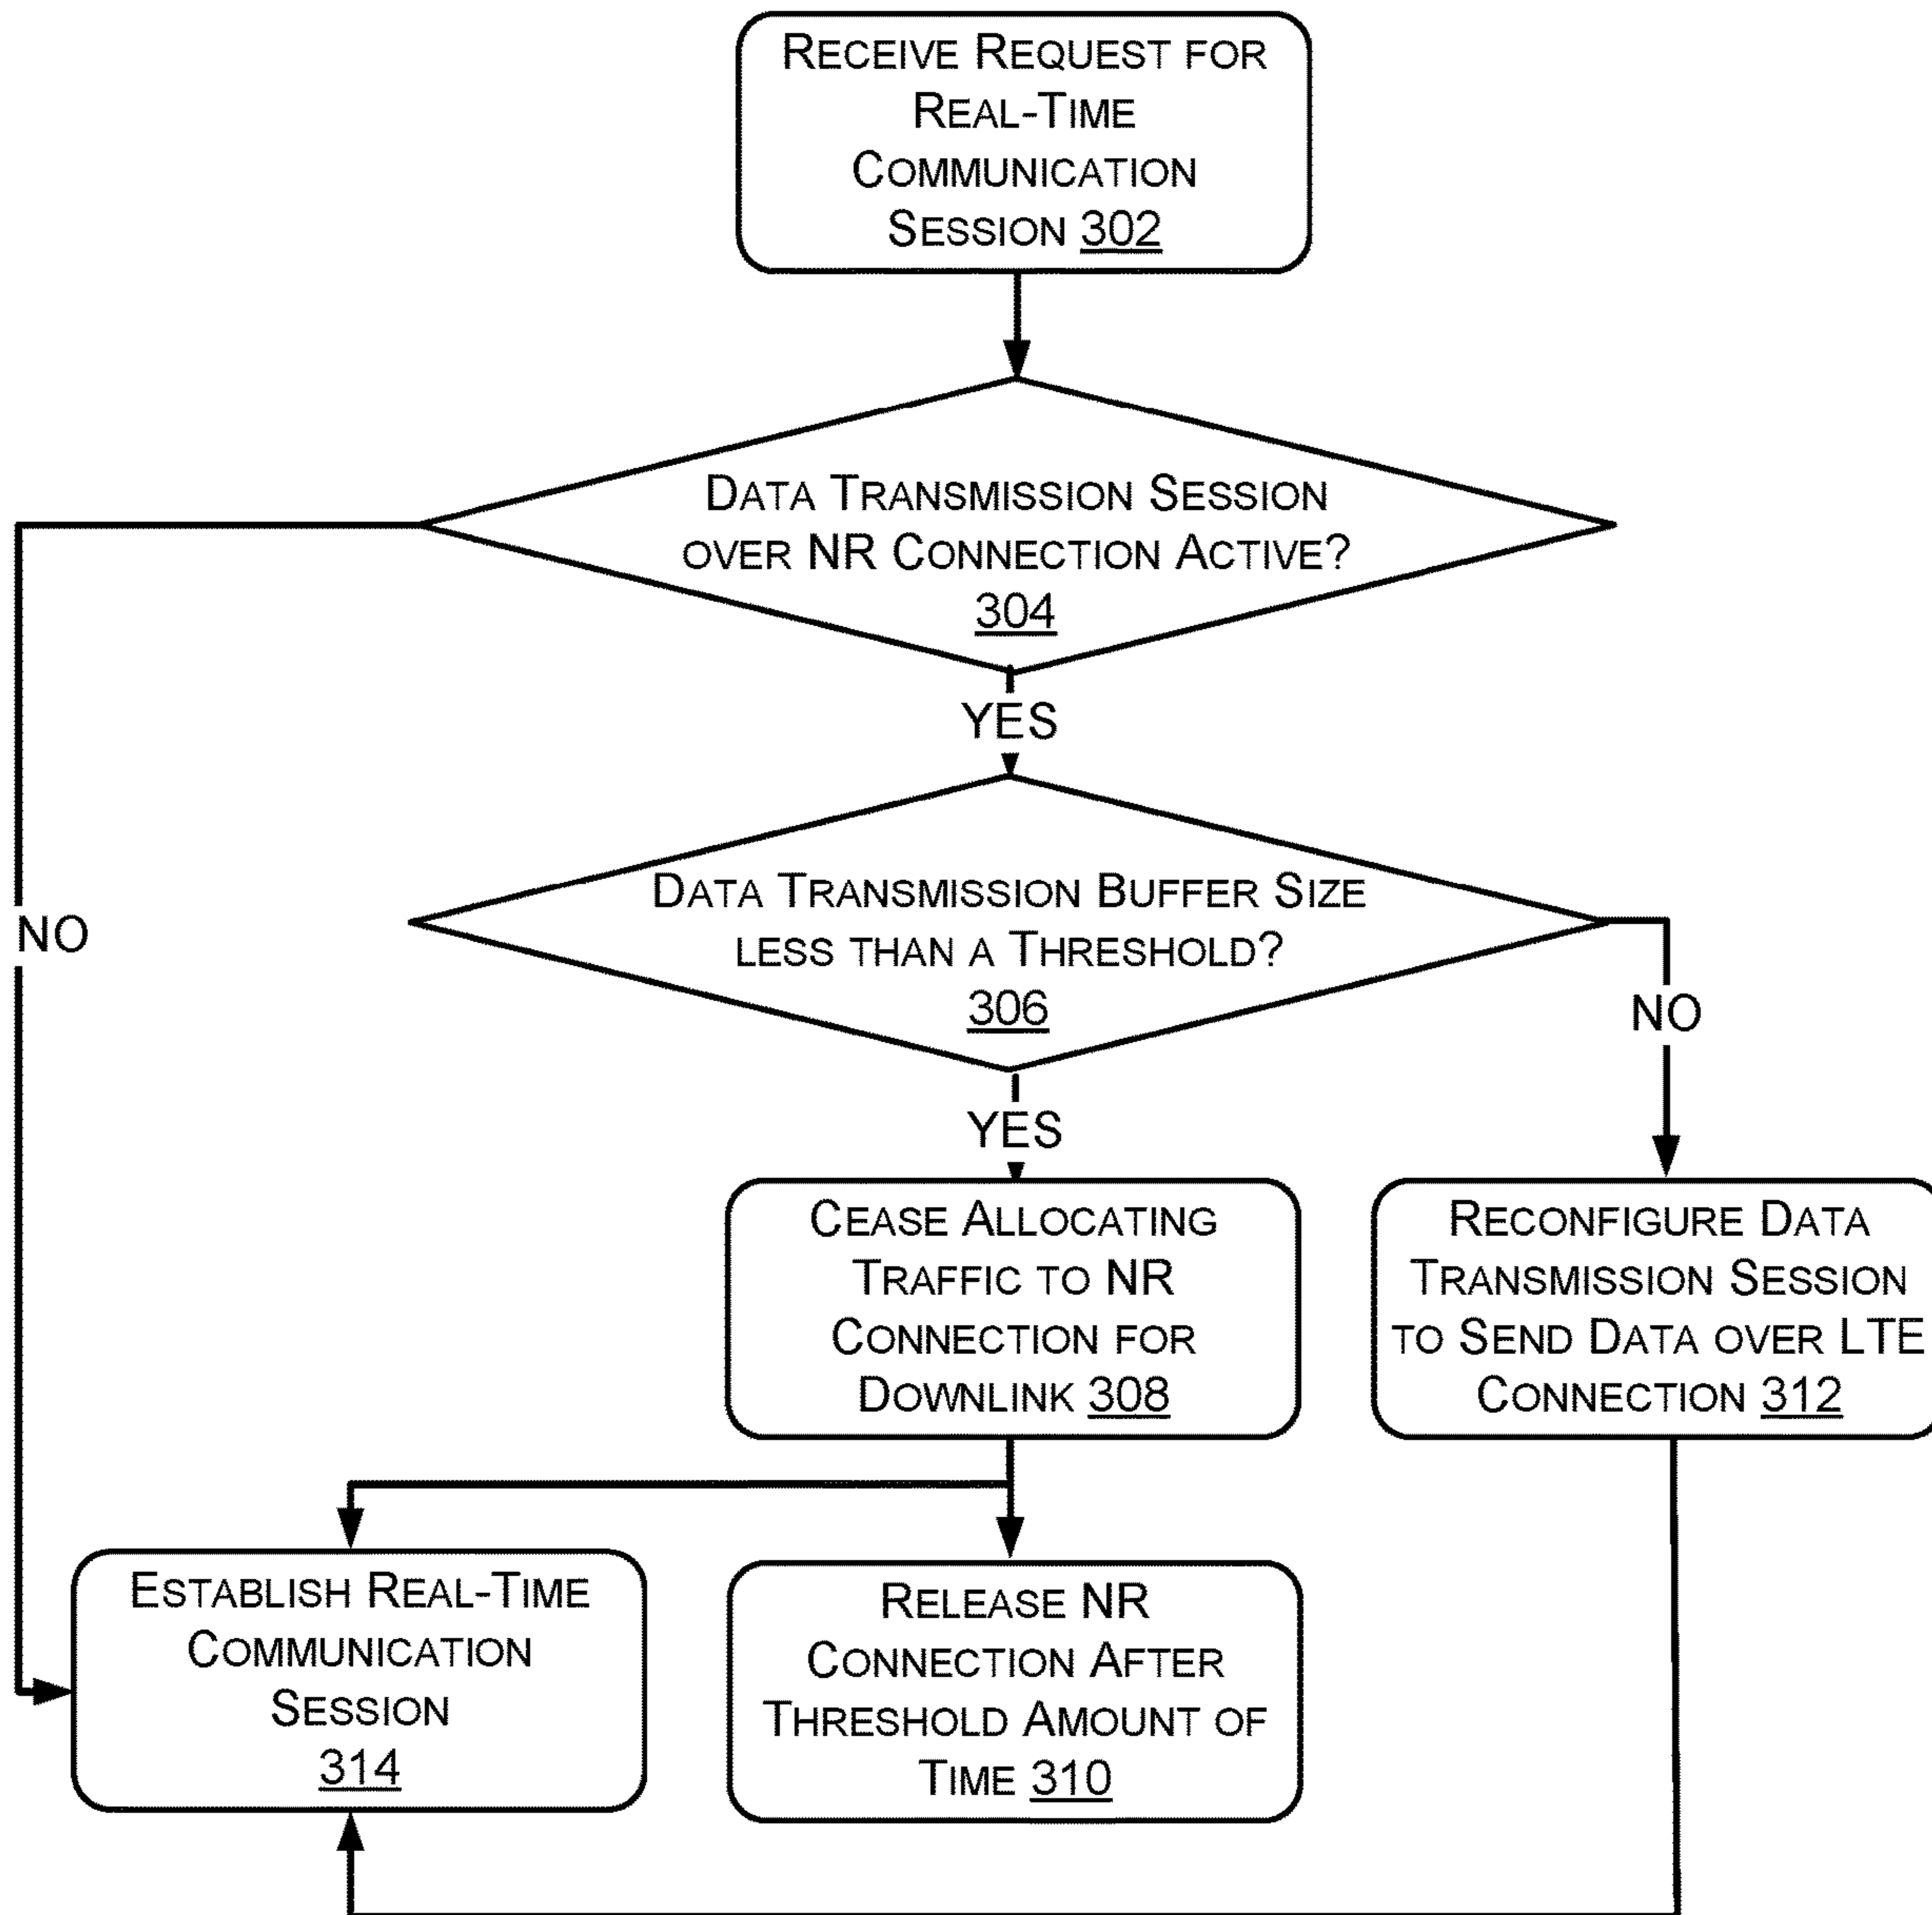 RECEIVE REQUEST FOR
REAL-TIME
COMMUNICATION
SESSION 302
DATA TRANSMISSION SESSION
OVER NR CONNECTION ACTIVE?
304
YES
DATA TRANSMISSION BUFFER SIZE
LESS THAN A THRESHOLD?
306
NO
NO
YES
CEASE ALLOCATING
TRAFFIC TO NR
CONNECTION FOR
DOWNLINK 308
RECONFIGURE DATA
TRANSMISSION SESSION
TO SEND DATA OVER LTE
CONNECTION 312
ESTABLISH REAL-TIME
COMMUNICATION
SESSION
314
RELEASE NR
CONNECTION AFTER
THRESHOLD AMOUNT OF
TIME 310